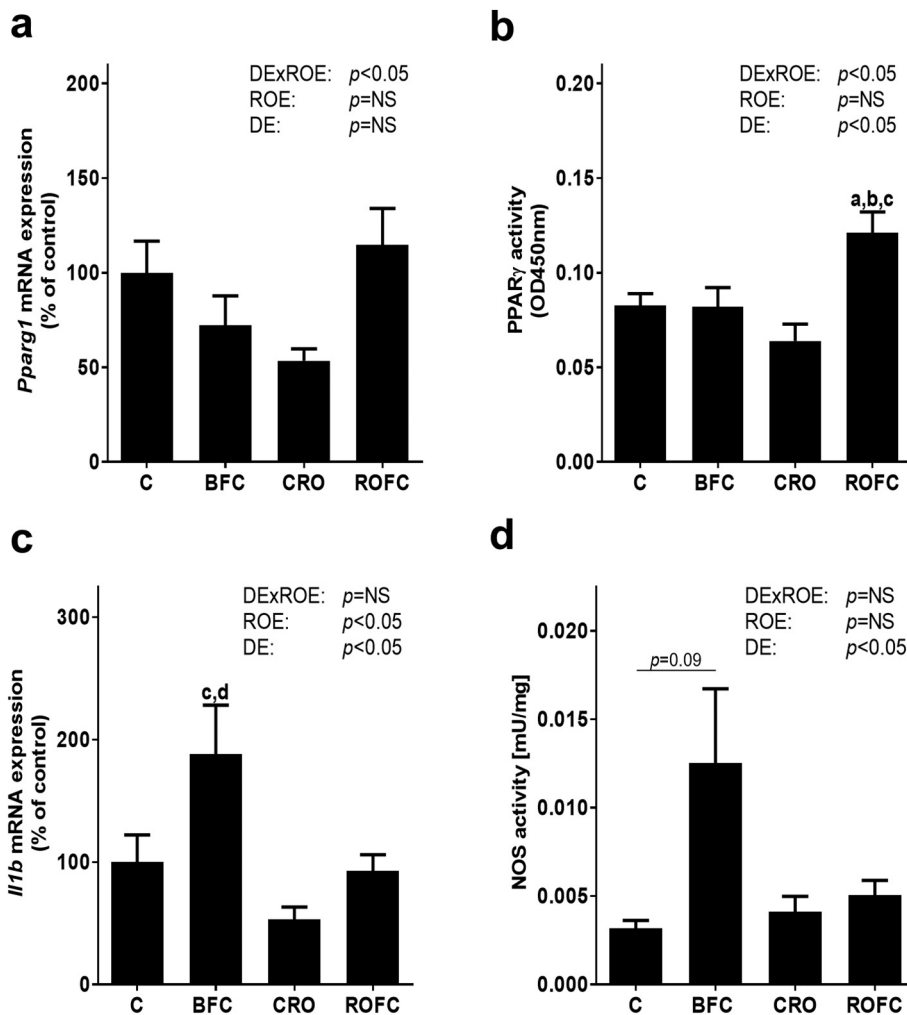 a
DExROE: p<0.05
ROE: p=NS
DE: p=NS
Pparg1 mRNA expression
(% of control)
200
150
100
50
0
C BFC CRO ROFC
b
DExROE: p<0.05
ROE: p=NS
DE: p<0.05
PPARγ activity
(OD450nm)
0.20
0.15
0.10
0.05
0.00
a,b,c
C BFC CRO ROFC
c
DExROE: p=NS
ROE: p<0.05
DE: p<0.05
Il1b mRNA expression
(% of control)
300
200
100
0
c,d
C BFC CRO ROFC
d
DExROE: p=NS
ROE: p=NS
DE: p<0.05
NOS activity [mU/mg]
0.020
0.015
0.010
0.005
0.000
p=0.09
C BFC CRO ROFC